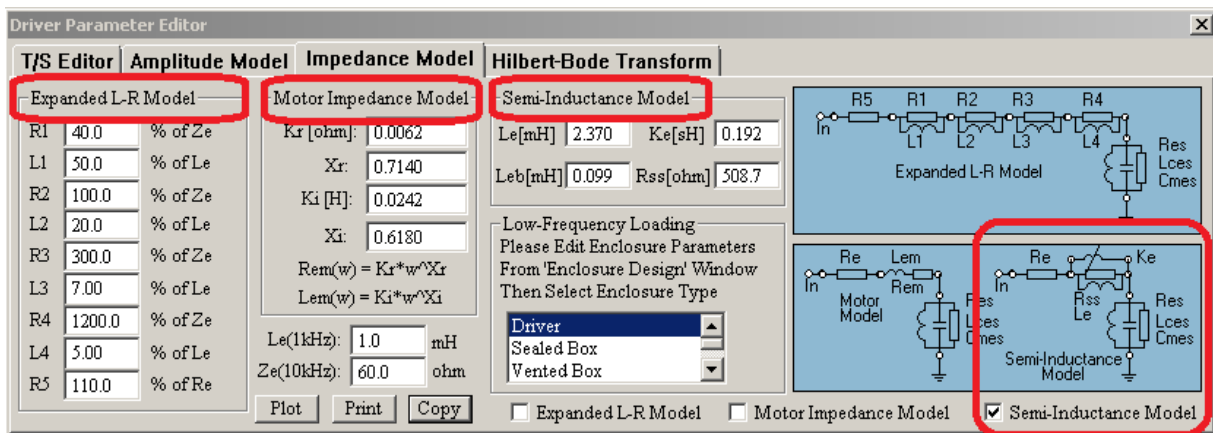 Driver Parameter Editor
T/S Editor Amplitude Model Impedance Model Hilbert-Bode Transform
Expanded L-R Model
R1 40.0 % of Ze
L1 50.0 % of Le
R2 100.0 % of Ze
L2 20.0 % of Le
R3 300.0 % of Ze
L3 7.00 % of Le
R4 1200.0 % of Ze
L4 5.00 % of Le
R5 110.0 % of Re
Motor Impedance Model
Kr [ohm]: 0.0062
Xr: 0.7140
Ki [H]: 0.0242
Xi: 0.6180
Rem(w) = Kr*w^Xr
Lem(w) = Ki*w^Xi
Le(1kHz): 1.0 mH
Ze(10kHz): 60.0 ohm
Plot Print Copy
Semi-Inductance Model
Le[mH] 2.370 Ke[sH] 0.192
Leb[mH] 0.099 Rss[ohm] 508.7
Low-Frequency Loading
Please Edit Enclosure Parameters
From 'Enclosure Design' Window
Then Select Enclosure Type
Driver
Sealed Box
Vented Box
R5 R1 R2 R3 R4
In
L1 L2 L3 L4
Expanded L-R Model
Res
Lces
Cmes
Re Lem
In
Rem
Motor
Model
Res
Lces
Cmes
Re Ke
In
Rss
Le
Res
Lces
Cmes
Semi-Inductance
Model
Expanded L-R Model Motor Impedance Model Semi-Inductance Model